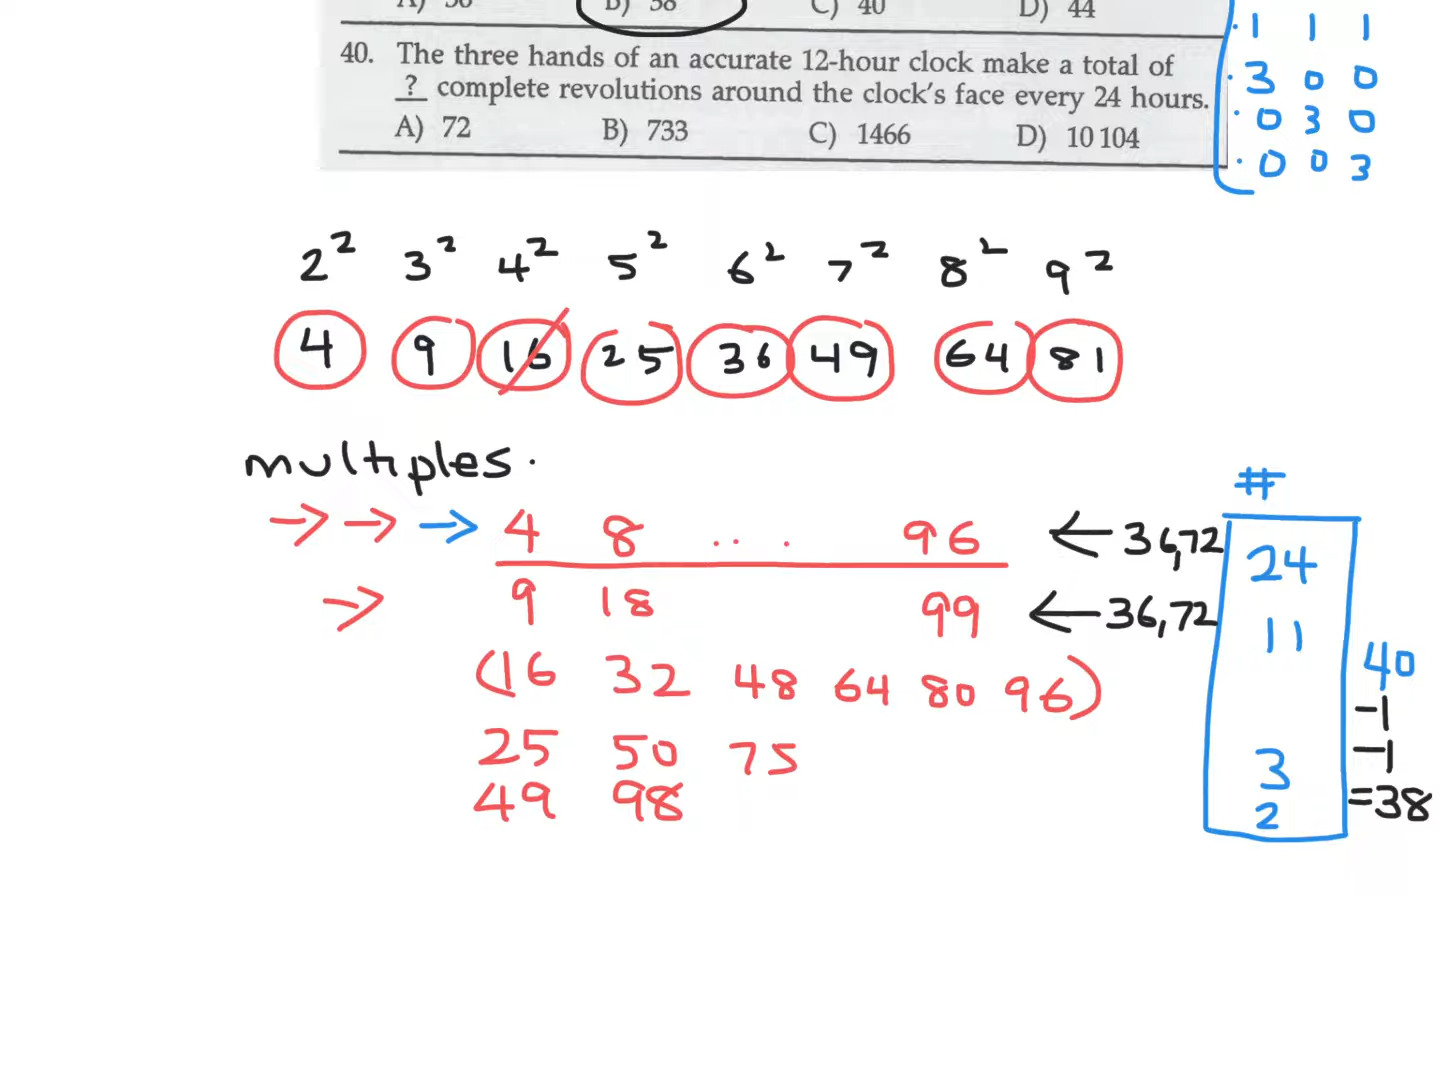 A) 36 B) 38 C) 40 D) 44
40. The three hands of an accurate 12-hour clock make a total of
? complete revolutions around the clock's face every 24 hours.
A) 72 B) 733 C) 1466 D) 10 104
1 1 1
3 0 0
0 3 0
0 0 3
2² 3² 4² 5² 6² 7² 8² 9²
4 9 16 25 36 49 64 81
multiples.
→ → → 4 8 ... . 96 ← 36,72
→ 9 18 99 ← 36,72
(16 32 48 64 80 96)
25 50 75
49 98
#
24
11
3
2
40
-1
-1
=38